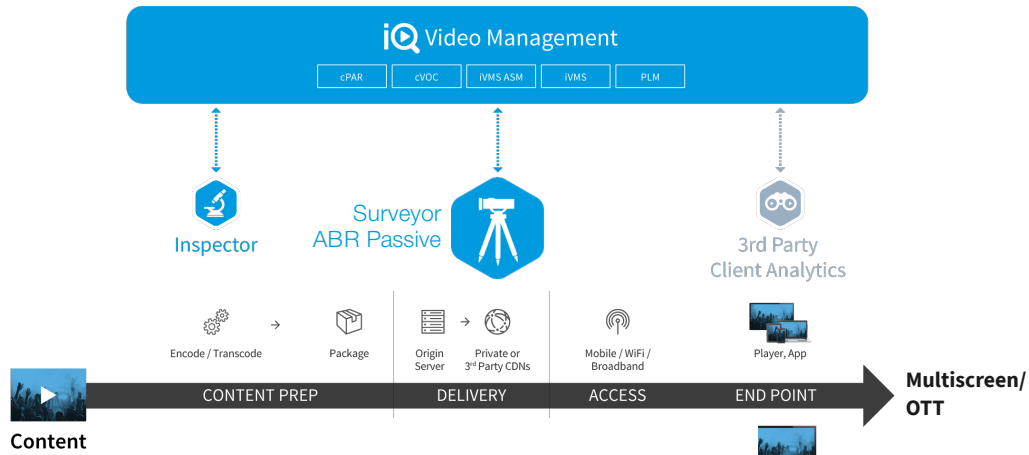 iQ Video Management
cPAR
cVOC
iVMS ASM
iVMS
PLM
Inspector
Surveyor
ABR Passive
3rd Party
Client Analytics
Encode / Transcode
Package
Origin
Server
Private or
3rd Party CDNs
Mobile / WiFi /
Broadband
Player, App
CONTENT PREP
DELIVERY
ACCESS
END POINT
Multiscreen/
OTT
Content